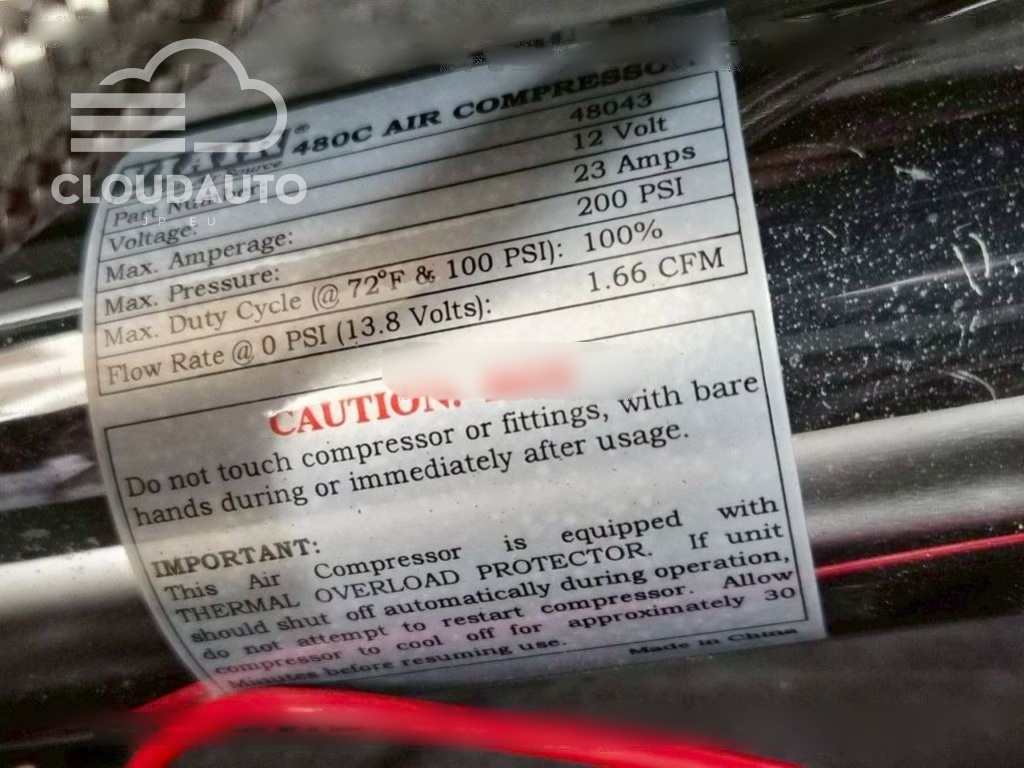 CLOUDAUTO
480C AIR COMPRESSOR
Part Number: 48043
Voltage: 12 Volt
Max. Amperage: 23 Amps
Max. Pressure: 200 PSI
Max. Duty Cycle (@ 72°F & 100 PSI): 100%
Flow Rate @ 0 PSI (13.8 Volts): 1.66 CFM
CAUTION:
Do not touch compressor or fittings, with bare
hands during or immediately after usage.
IMPORTANT:
This Air Compressor is equipped with
THERMAL OVERLOAD PROTECTOR. If unit
should shut off automatically during operation,
do not attempt to restart compressor. Allow
compressor to cool off for approximately 30
Minutes before resuming use.
Made in China